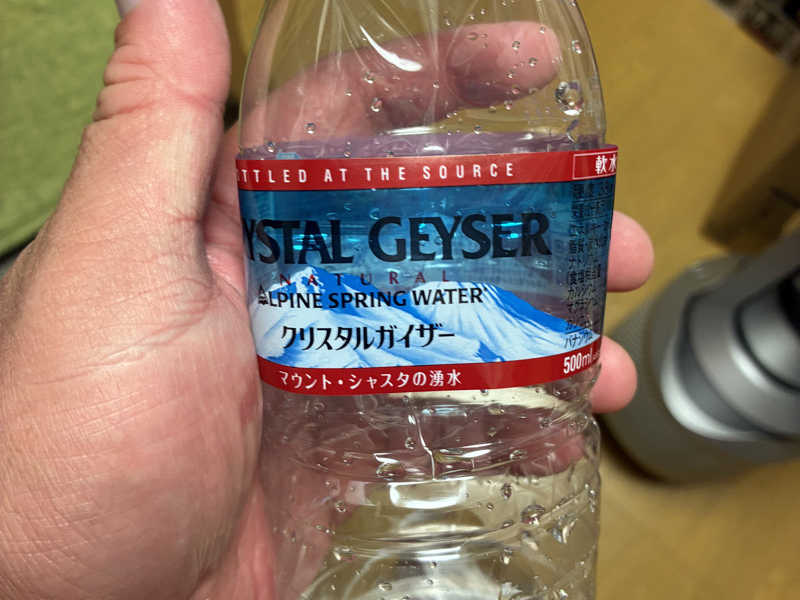 TTLED AT THE SOURCE
軟水
YSTAL GEYSER
NATURAL
ALPINE SPRING WATER
クリスタルガイザー
マウント・シャスタの湧水
500ml